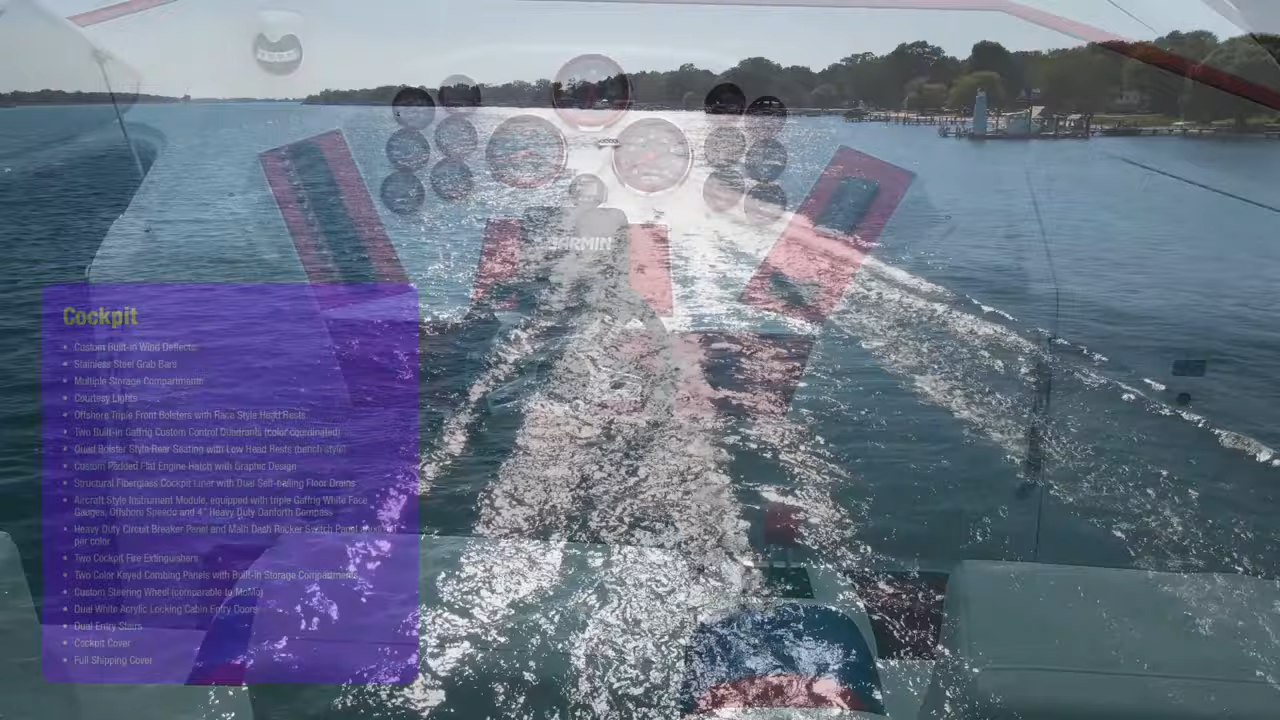 GARMIN
Cockpit
Custom Built-in Wind Deflects
Stainless Steel Grab Bars
Multiple Storage Compartments
Courtesy Lights
Offshore Triple Front Bolsters with Race Style Head Rests
Two Built-in Gaffrig Custom Control Quadrants (color coordinated)
Quad Bolster Style Rear Seating with Low Head Rests (bench style)
Custom Padded Flat Engine Hatch with Graphic Design
Structural Fiberglass Cockpit Liner with Dual Self-bailing Floor Drains
Aircraft Style Instrument Module, equipped with triple Gaffrig White Face
Gauges, Offshore Speedo and 4" Heavy Duty Danforth Compass
Heavy Duty Circuit Breaker Panel and Main Dash Rocker Switch Panel
per color
Two Cockpit Fire Extinguishers
Two Color Keyed Combing Panels with Built-in Storage Compartments
Custom Steering Wheel (comparable to MoMo)
Dual White Acrylic Locking Cabin Entry Doors
Dual Entry Stairs
Cockpit Cover
Full Shipping Cover